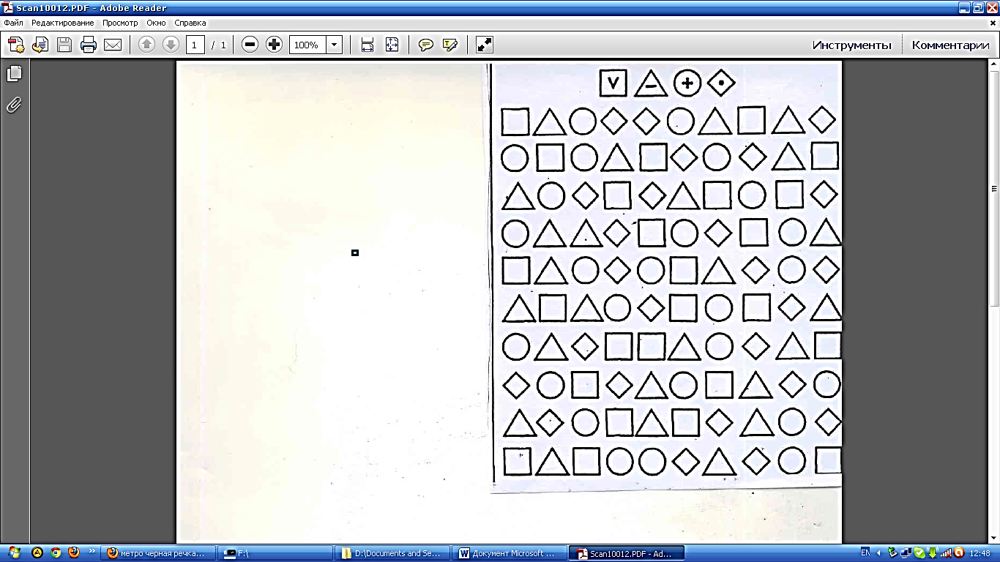 Scan10012.PDF - Adobe Reader
Файл Редактирование Просмотр Окно Справка
1 / 1 100% Инструменты Комментарии
V − +
метро черная речка... F:\ D:\Documents and Se... Документ Microsoft ... Scan10012.PDF - Ad... EN 12:48